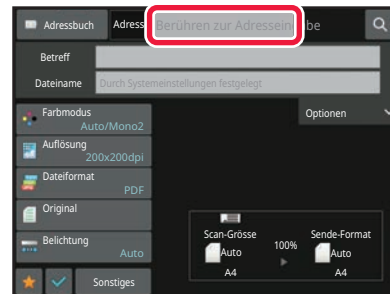 Adressbuch Adress Berühren zur Adresseingabe
Betreff
Dateiname Durch Systemeinstellungen festgelegt
Farbmodus
Auto/Mono2
Optionen
Auflösung
200x200dpi
Dateiformat
PDF
Original
Belichtung
Auto
Scan-Grösse
Auto
A4
100%
Sende-Format
Auto
A4
Sonstiges